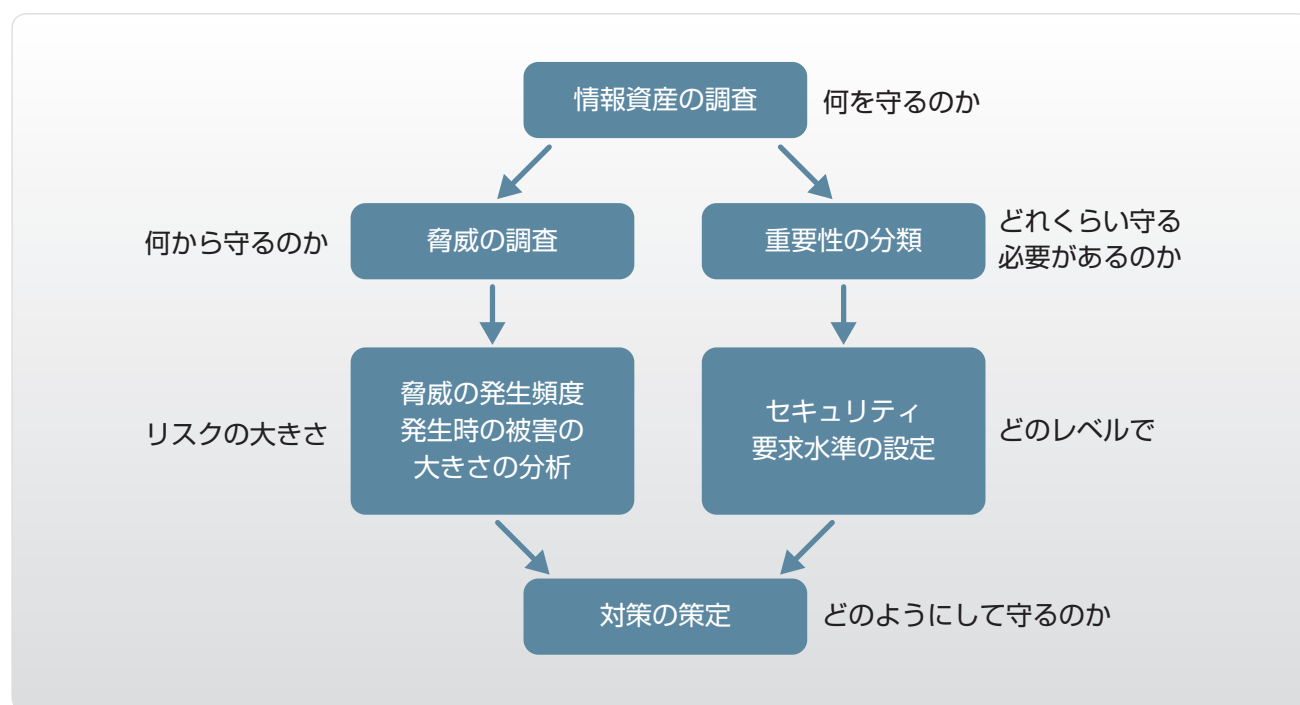 情報資産の調査
何を守るのか
何から守るのか
脅威の調査
重要性の分類
どれくらい守る
必要があるのか
リスクの大きさ
脅威の発生頻度
発生時の被害の
大きさの分析
セキュリティ
要求水準の設定
どのレベルで
対策の策定
どのようにして守るのか